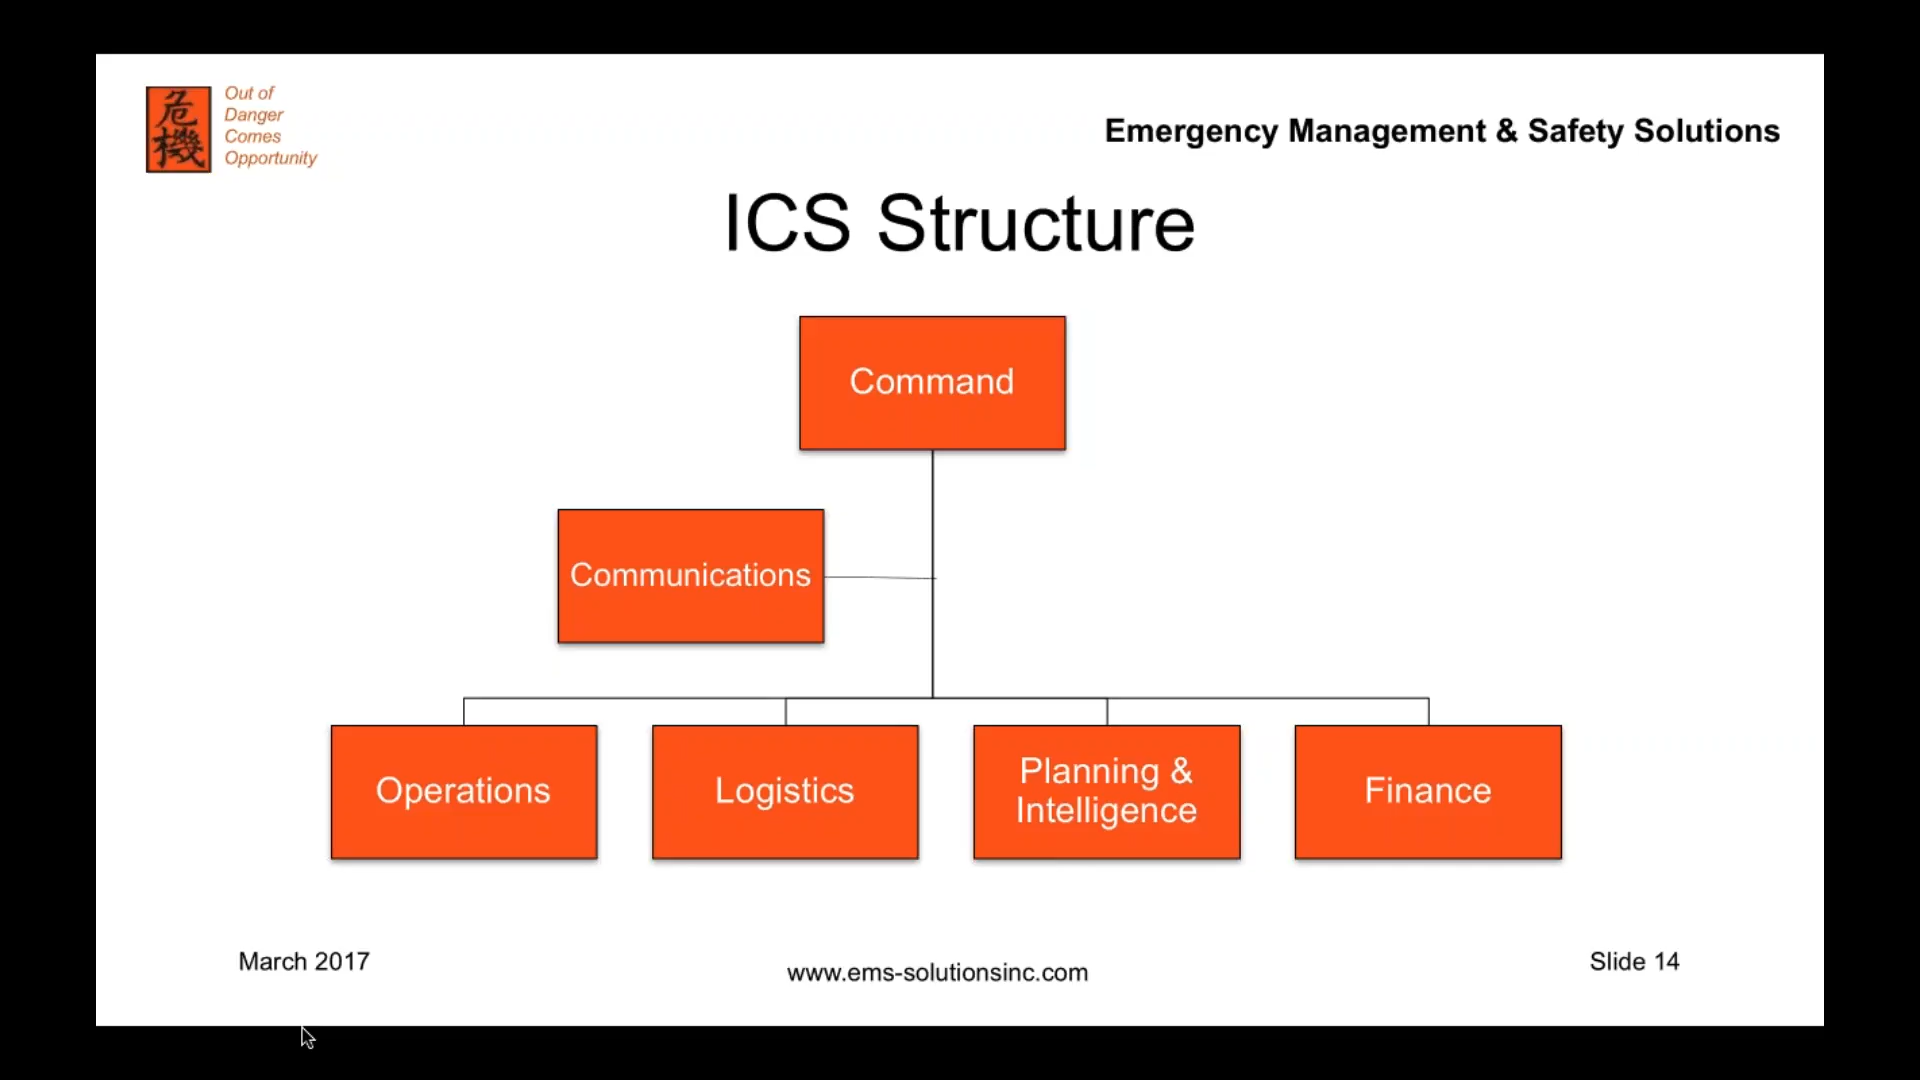 危
機
Out of
Danger
Comes
Opportunity
Emergency Management & Safety Solutions
ICS Structure
Command
Communications
Operations
Logistics
Planning &
Intelligence
Finance
March 2017
www.ems-solutionsinc.com
Slide 14